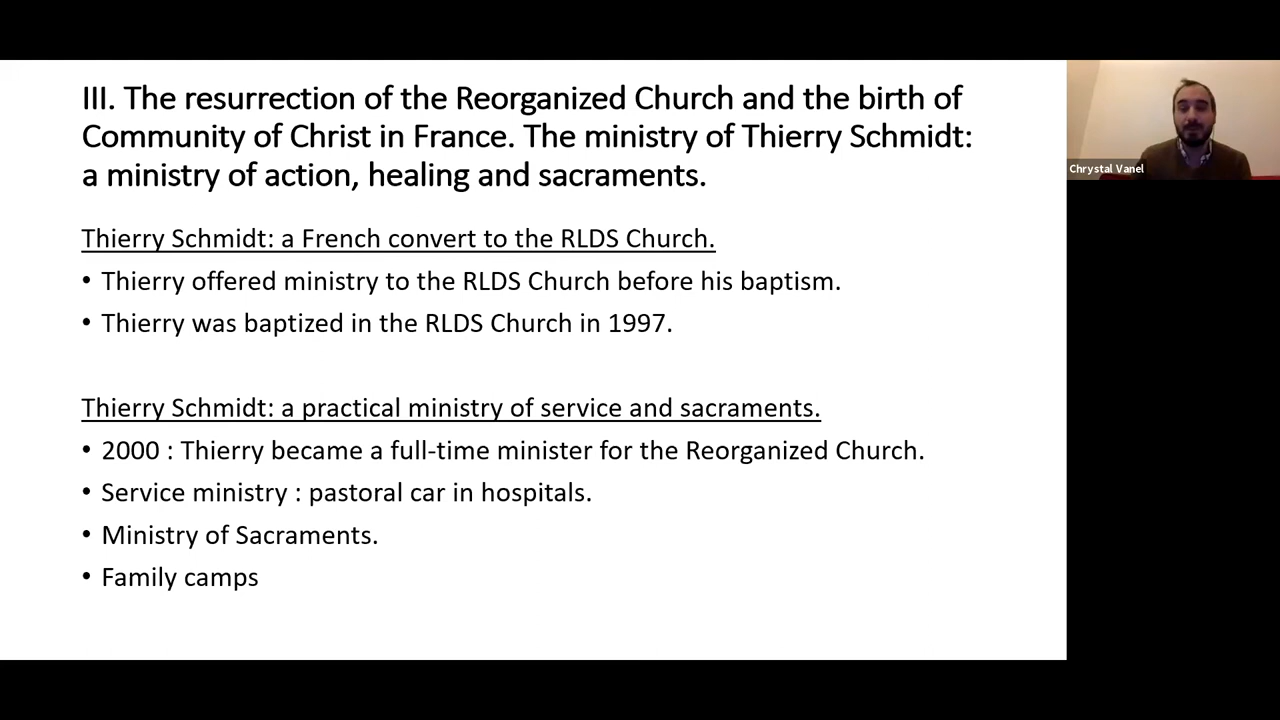 III. The resurrection of the Reorganized Church and the birth of
Community of Christ in France. The ministry of Thierry Schmidt:
a ministry of action, healing and sacraments.
Thierry Schmidt: a French convert to the RLDS Church.
• Thierry offered ministry to the RLDS Church before his baptism.
• Thierry was baptized in the RLDS Church in 1997.
Thierry Schmidt: a practical ministry of service and sacraments.
• 2000 : Thierry became a full-time minister for the Reorganized Church.
• Service ministry : pastoral car in hospitals.
• Ministry of Sacraments.
• Family camps
Chrystal Vanel